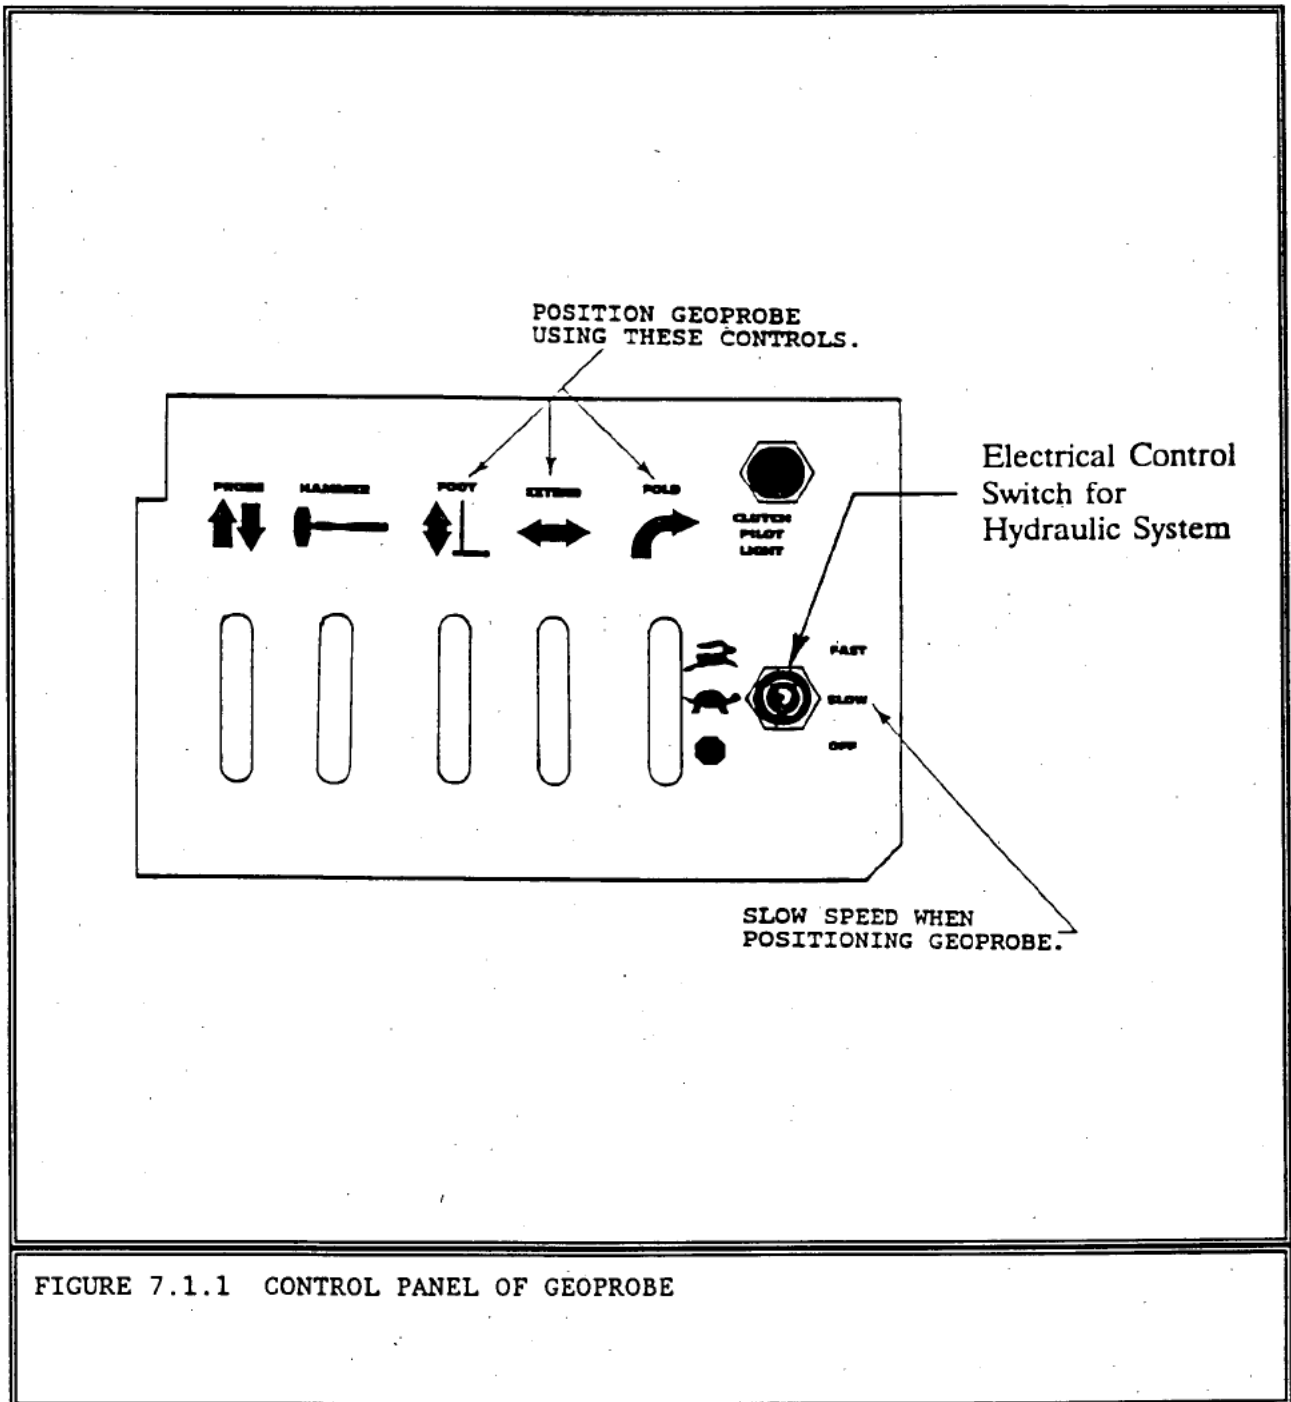 POSITION GEOPROBE
USING THESE CONTROLS.
PROBE HAMMER FOOT EXTEND FOLD
CLUTCH
PILOT
LIGHT
Electrical Control
Switch for
Hydraulic System
FAST
SLOW
OFF
SLOW SPEED WHEN
POSITIONING GEOPROBE.
FIGURE 7.1.1 CONTROL PANEL OF GEOPROBE